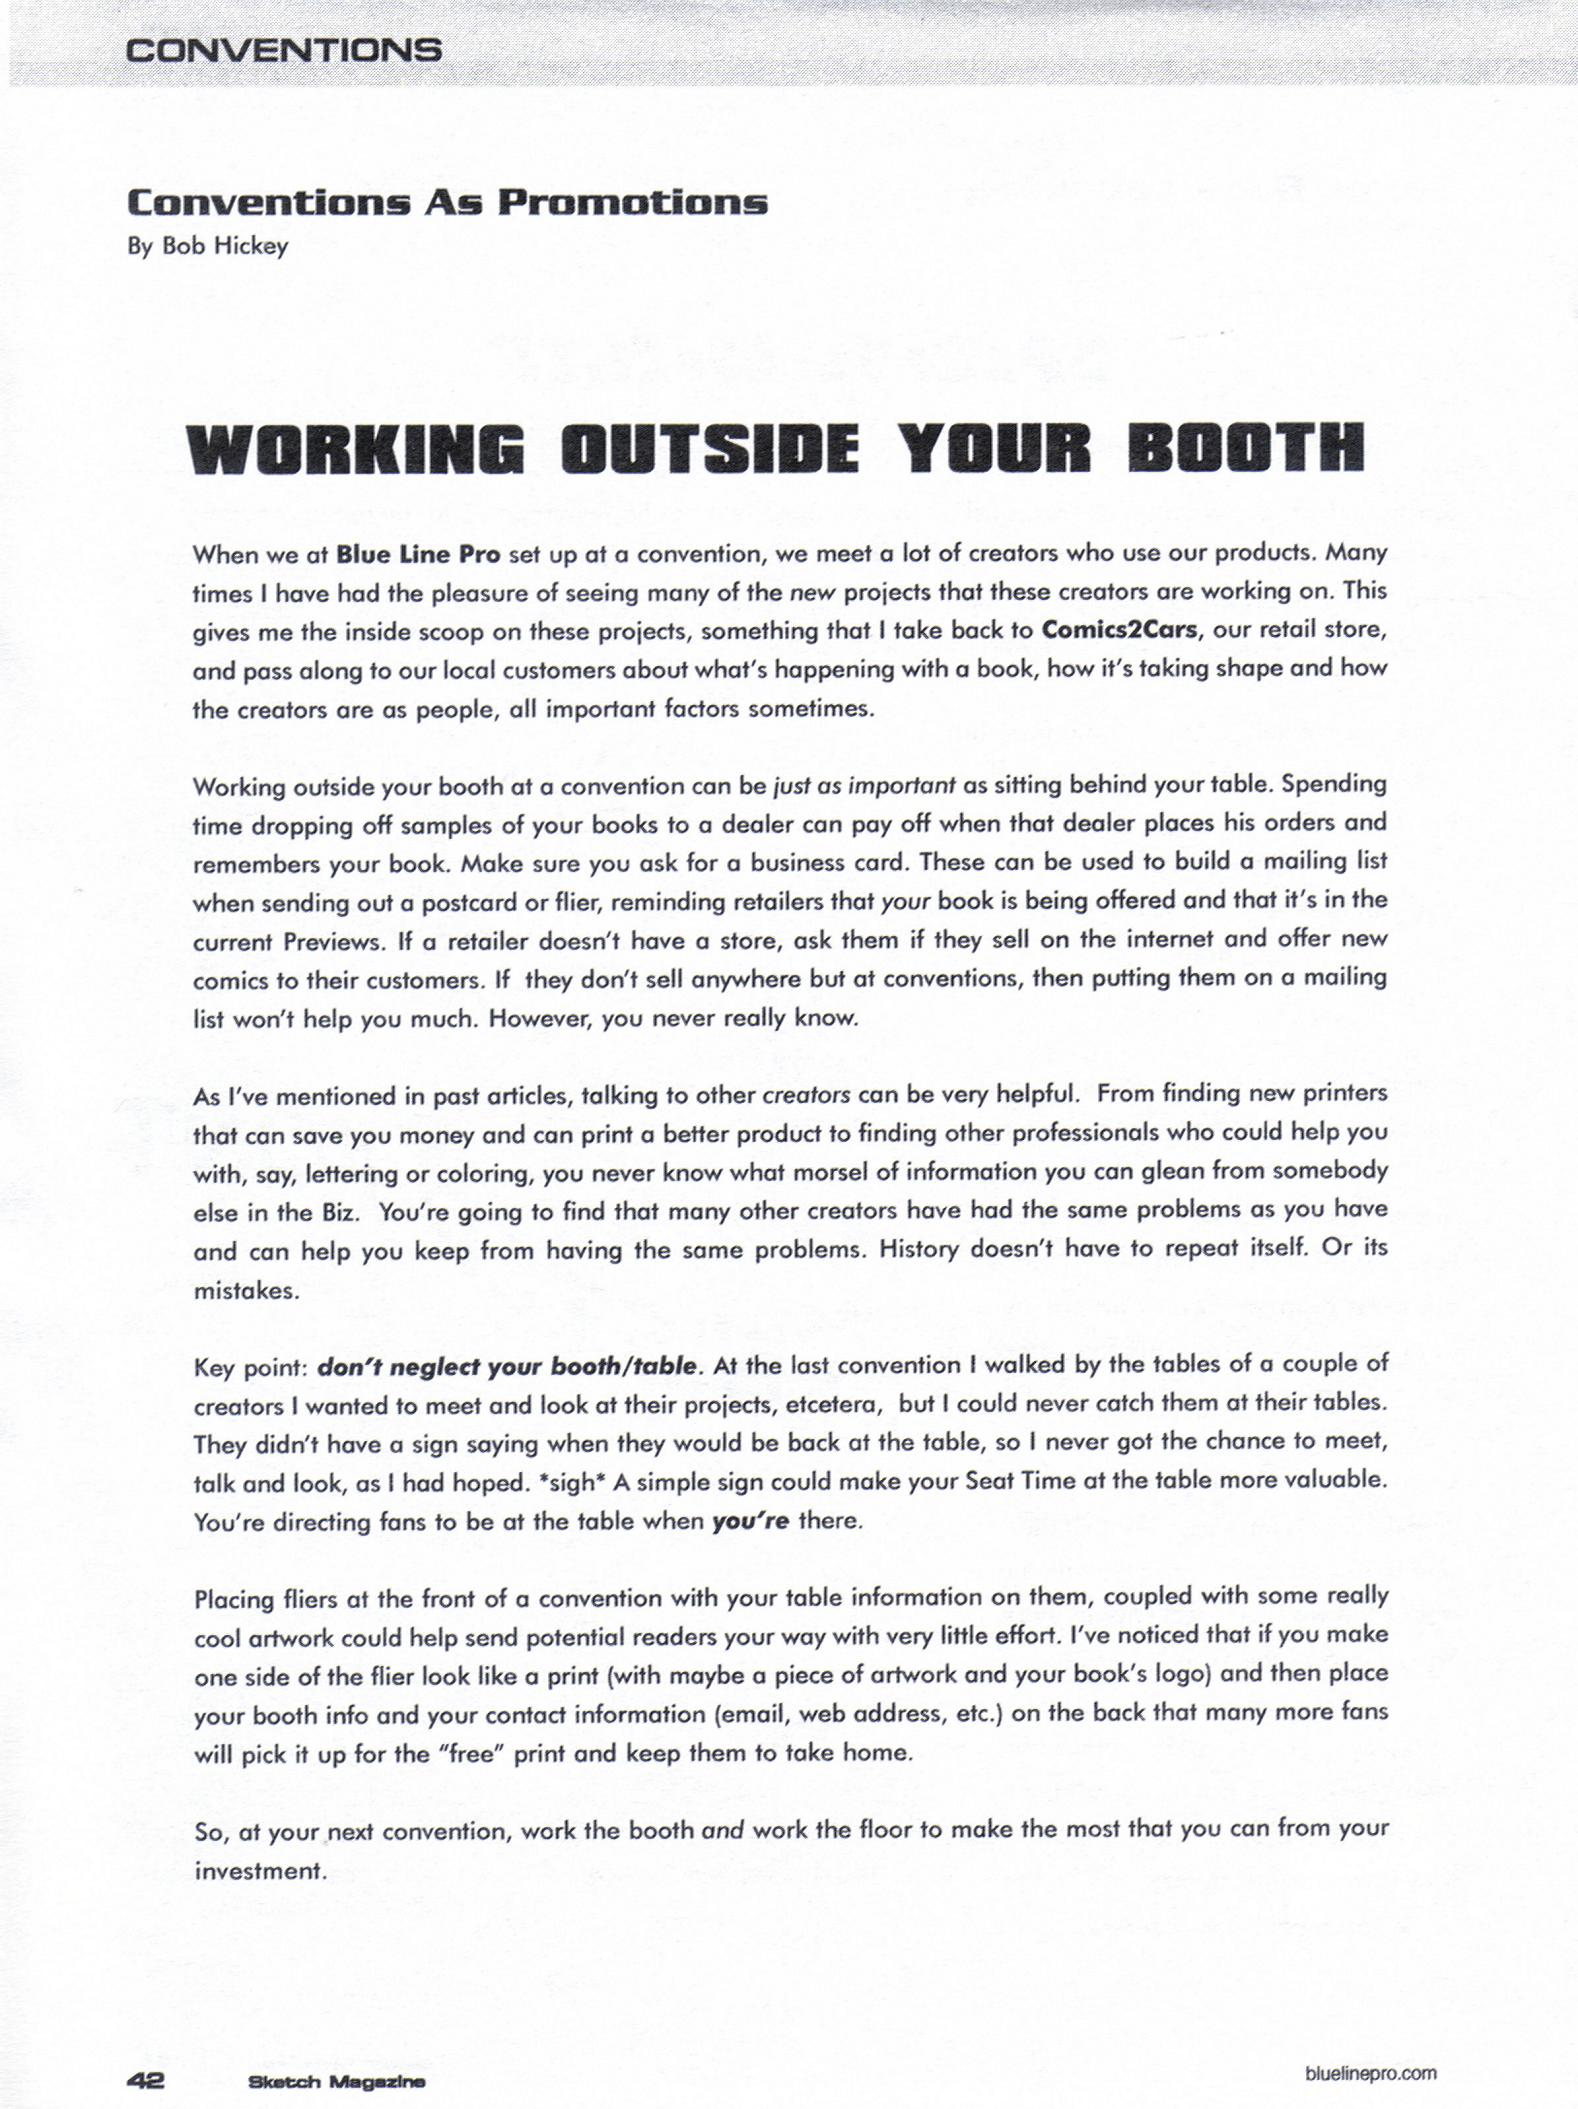 CONVENTIONS
Conventions As Promotions
By Bob Hickey
WORKING OUTSIDE YOUR BOOTH
When we at Blue Line Pro set up at a convention, we meet a lot of creators who use our products. Many
times I have had the pleasure of seeing many of the new projects that these creators are working on. This
gives me the inside scoop on these projects, something that I take back to Comics2Cars, our retail store,
and pass along to our local customers about what's happening with a book, how it's taking shape and how
the creators are as people, all important factors sometimes.
Working outside your booth at a convention can be just as important as sitting behind your table. Spending
time dropping off samples of your books to a dealer can pay off when that dealer places his orders and
remembers your book. Make sure you ask for a business card. These can be used to build a mailing list
when sending out a postcard or flier, reminding retailers that your book is being offered and that it's in the
current Previews. If a retailer doesn't have a store, ask them if they sell on the internet and offer new
comics to their customers. If  they don't sell anywhere but at conventions, then putting them on a mailing
list won't help you much. However, you never really know.
As I've mentioned in past articles, talking to other creators can be very helpful.  From finding new printers
that can save you money and can print a better product to finding other professionals who could help you
with, say, lettering or coloring, you never know what morsel of information you can glean from somebody
else in the Biz.  You're going to find that many other creators have had the same problems as you have
and can help you keep from having the same problems. History doesn't have to repeat itself. Or its
mistakes.
Key point: don't neglect your booth/table. At the last convention I walked by the tables of a couple of
creators I wanted to meet and look at their projects, etcetera,  but I could never catch them at their tables.
They didn't have a sign saying when they would be back at the table, so I never got the chance to meet,
talk and look, as I had hoped. *sigh* A simple sign could make your Seat Time at the table more valuable.
You're directing fans to be at the table when you're there.
Placing fliers at the front of a convention with your table information on them, coupled with some really
cool artwork could help send potential readers your way with very little effort. I've noticed that if you make
one side of the flier look like a print (with maybe a piece of artwork and your book's logo) and then place
your booth info and your contact information (email, web address, etc.) on the back that many more fans
will pick it up for the "free" print and keep them to take home.
So, at your next convention, work the booth and work the floor to make the most that you can from your
investment.
42 Sketch Magazine
bluelinepro.com